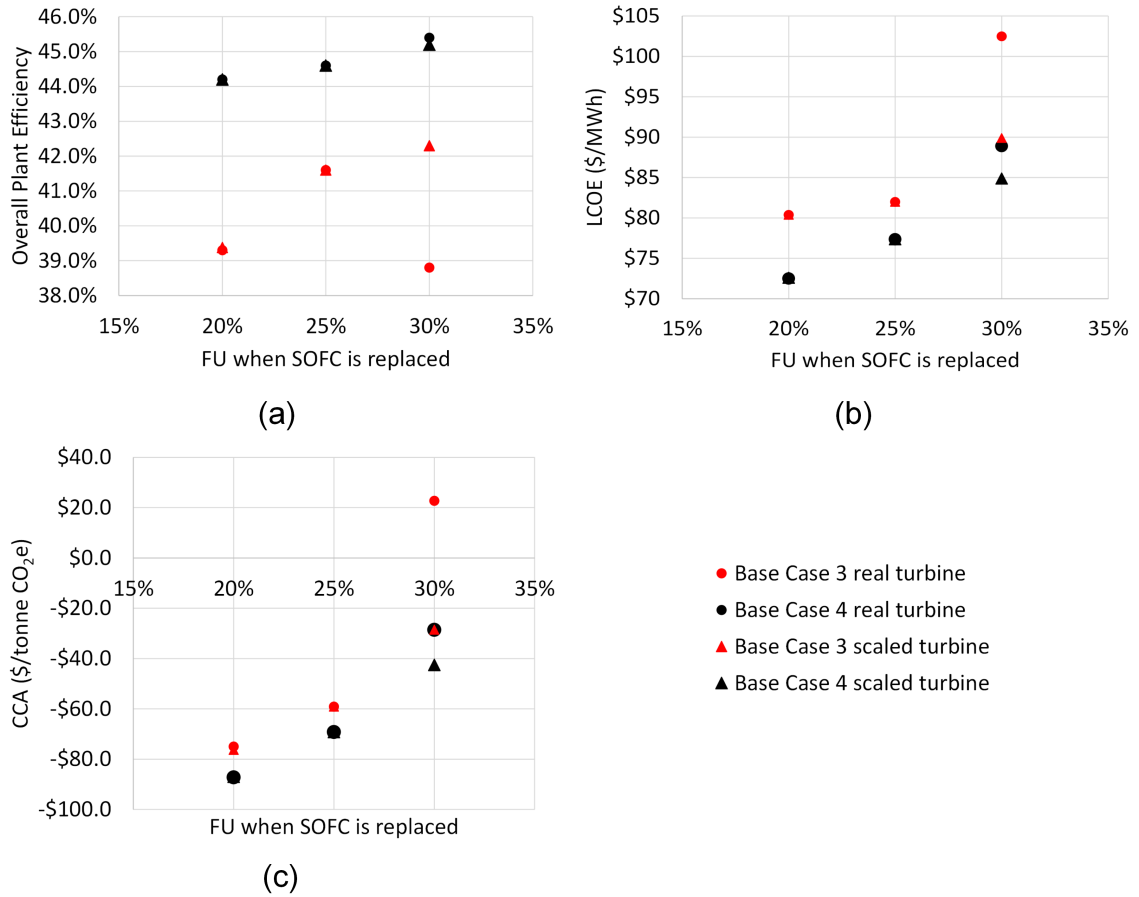 46.0%
45.0%
44.0%
43.0%
42.0%
41.0%
40.0%
39.0%
38.0%
Overall Plant Efficiency
15% 20% 25% 30% 35%
FU when SOFC is replaced
(a)
$105
$100
$95
$90
$85
$80
$75
$70
LCOE ($/MWh)
15% 20% 25% 30% 35%
FU when SOFC is replaced
(b)
$40.0
$20.0
$0.0
-$20.0
-$40.0
-$60.0
-$80.0
-$100.0
CCA ($/tonne CO₂e)
15% 20% 25% 30% 35%
FU when SOFC is replaced
(c)
Base Case 3 real turbine
Base Case 4 real turbine
Base Case 3 scaled turbine
Base Case 4 scaled turbine